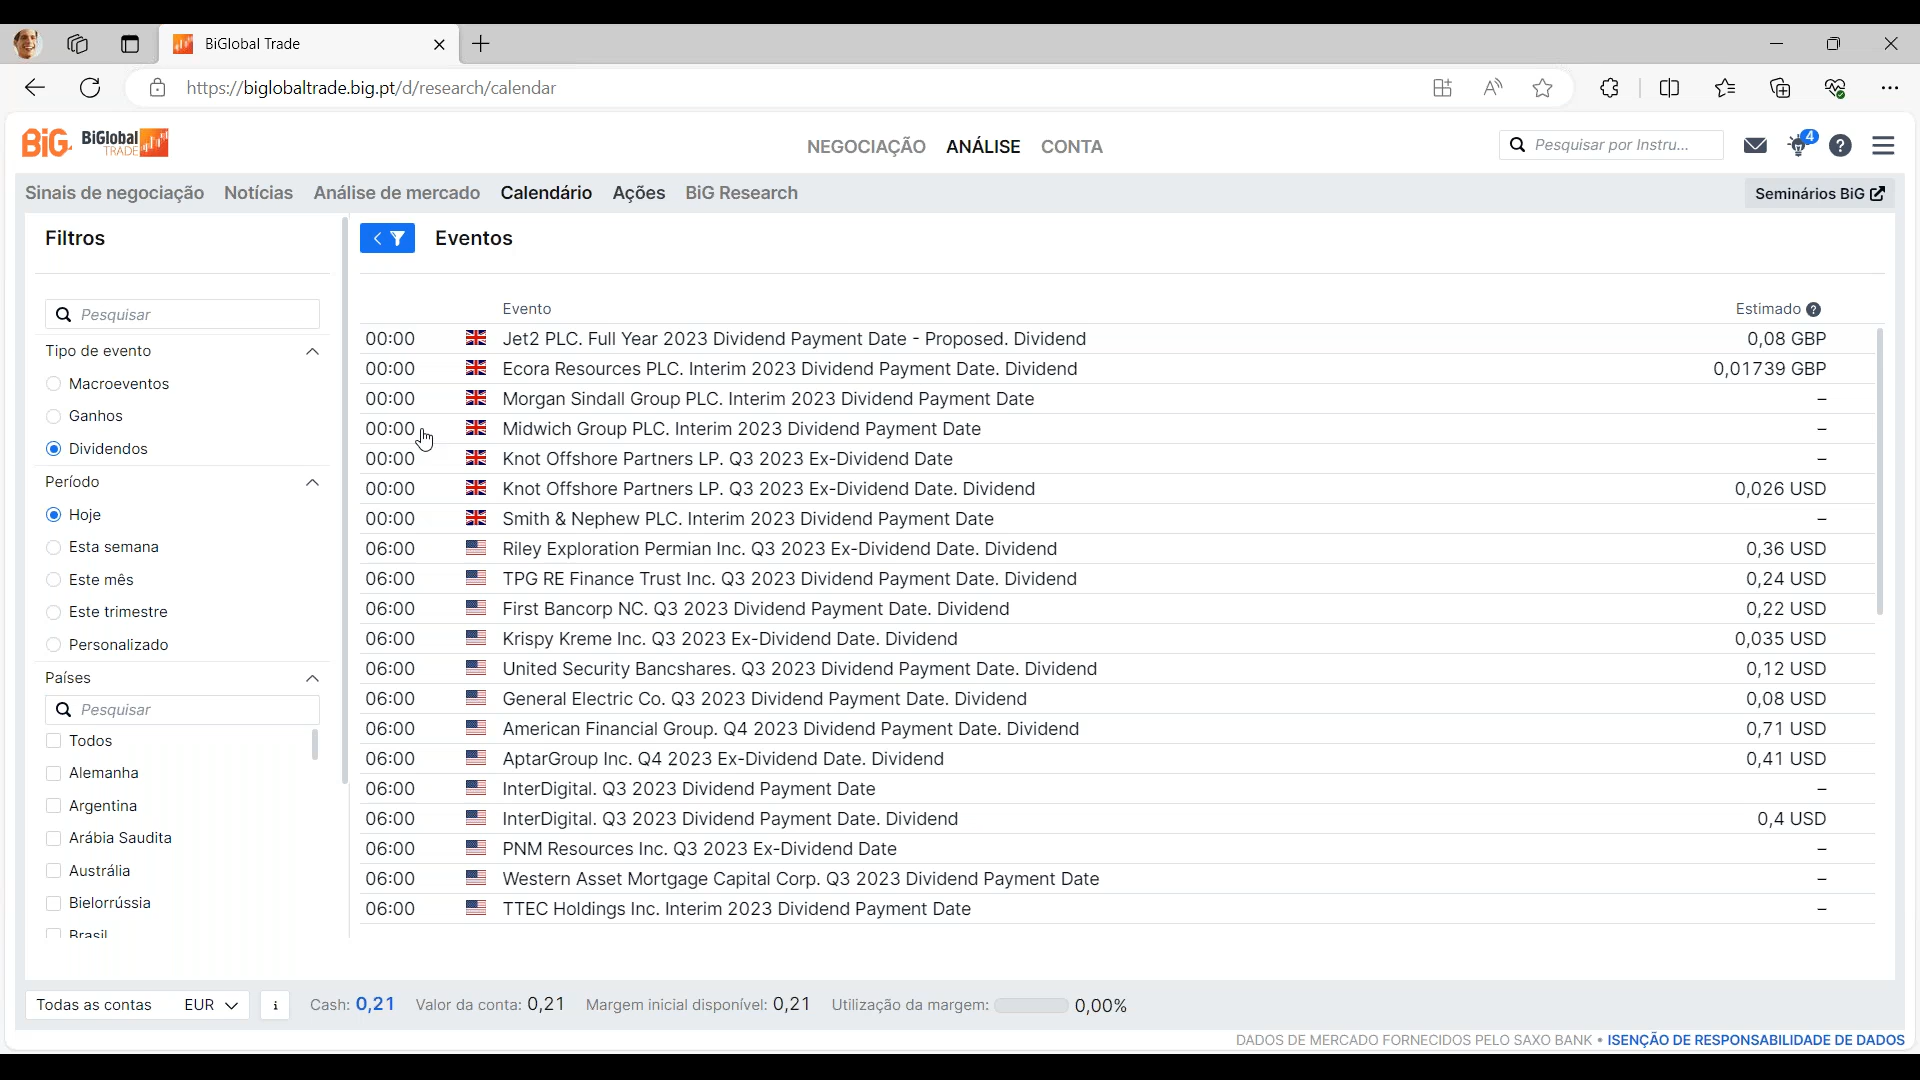 BiGlobal Trade
https://biglobaltrade.big.pt/d/research/calendar
BiG BiGlobal TRADE
NEGOCIAÇÃO ANÁLISE CONTA
Pesquisar por Instru...
4
Sinais de negociação Notícias Análise de mercado Calendário Ações BiG Research
Seminários BiG
Filtros
Pesquisar
Tipo de evento
Macroeventos
Ganhos
Dividendos
Período
Hoje
Esta semana
Este mês
Este trimestre
Personalizado
Países
Pesquisar
Todos
Alemanha
Argentina
Arábia Saudita
Austrália
Bielorrússia
Brasil
Eventos
Evento Estimado
00:00 Jet2 PLC. Full Year 2023 Dividend Payment Date - Proposed. Dividend 0,08 GBP
00:00 Ecora Resources PLC. Interim 2023 Dividend Payment Date. Dividend 0,01739 GBP
00:00 Morgan Sindall Group PLC. Interim 2023 Dividend Payment Date –
00:00 Midwich Group PLC. Interim 2023 Dividend Payment Date –
00:00 Knot Offshore Partners LP. Q3 2023 Ex-Dividend Date –
00:00 Knot Offshore Partners LP. Q3 2023 Ex-Dividend Date. Dividend 0,026 USD
00:00 Smith & Nephew PLC. Interim 2023 Dividend Payment Date –
06:00 Riley Exploration Permian Inc. Q3 2023 Ex-Dividend Date. Dividend 0,36 USD
06:00 TPG RE Finance Trust Inc. Q3 2023 Dividend Payment Date. Dividend 0,24 USD
06:00 First Bancorp NC. Q3 2023 Dividend Payment Date. Dividend 0,22 USD
06:00 Krispy Kreme Inc. Q3 2023 Ex-Dividend Date. Dividend 0,035 USD
06:00 United Security Bancshares. Q3 2023 Dividend Payment Date. Dividend 0,12 USD
06:00 General Electric Co. Q3 2023 Dividend Payment Date. Dividend 0,08 USD
06:00 American Financial Group. Q4 2023 Dividend Payment Date. Dividend 0,71 USD
06:00 AptarGroup Inc. Q4 2023 Ex-Dividend Date. Dividend 0,41 USD
06:00 InterDigital. Q3 2023 Dividend Payment Date –
06:00 InterDigital. Q3 2023 Dividend Payment Date. Dividend 0,4 USD
06:00 PNM Resources Inc. Q3 2023 Ex-Dividend Date –
06:00 Western Asset Mortgage Capital Corp. Q3 2023 Dividend Payment Date –
06:00 TTEC Holdings Inc. Interim 2023 Dividend Payment Date –
Todas as contas EUR i Cash: 0,21 Valor da conta: 0,21 Margem inicial disponível: 0,21 Utilização da margem: 0,00%
DADOS DE MERCADO FORNECIDOS PELO SAXO BANK • ISENÇÃO DE RESPONSABILIDADE DE DADOS